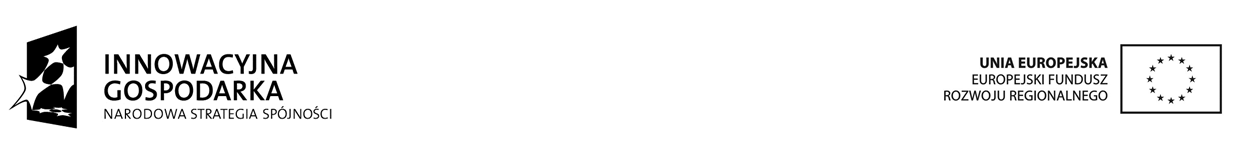 INNOWACYJNA
GOSPODARKA
NARODOWA STRATEGIA SPÓJNOŚCI
UNIA EUROPEJSKA
EUROPEJSKI FUNDUSZ
ROZWOJU REGIONALNEGO